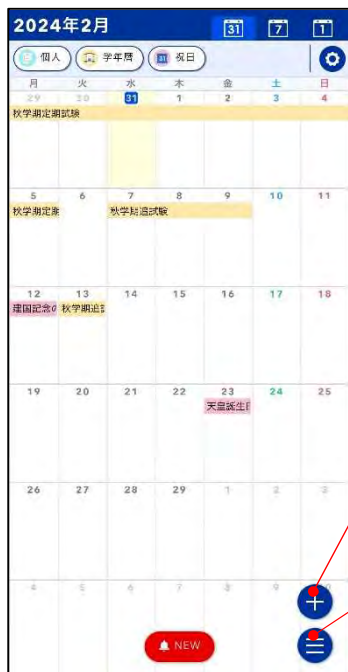 2024年2月 31 7 1
個人 学年暦 31 祝日
月 火 水 木 金 土 日
29 30 31 1 2 3 4
秋学期定期試験
5 6 7 8 9 10 11
秋学期定期 秋学期追試験
12 13 14 15 16 17 18
建国記念の 秋学期追試
19 20 21 22 23 24 25
天皇誕生日
26 27 28 29 1 2 3
4 5 6 7 8 9
NEW